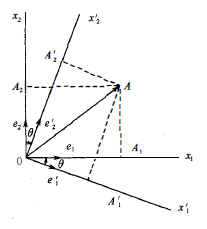 x₂
x'₂
A'₂
A₂
A
e₂
e'₂
θ
e₁
A₁
0
x₁
θ
e'₁
A'₁
x'₁